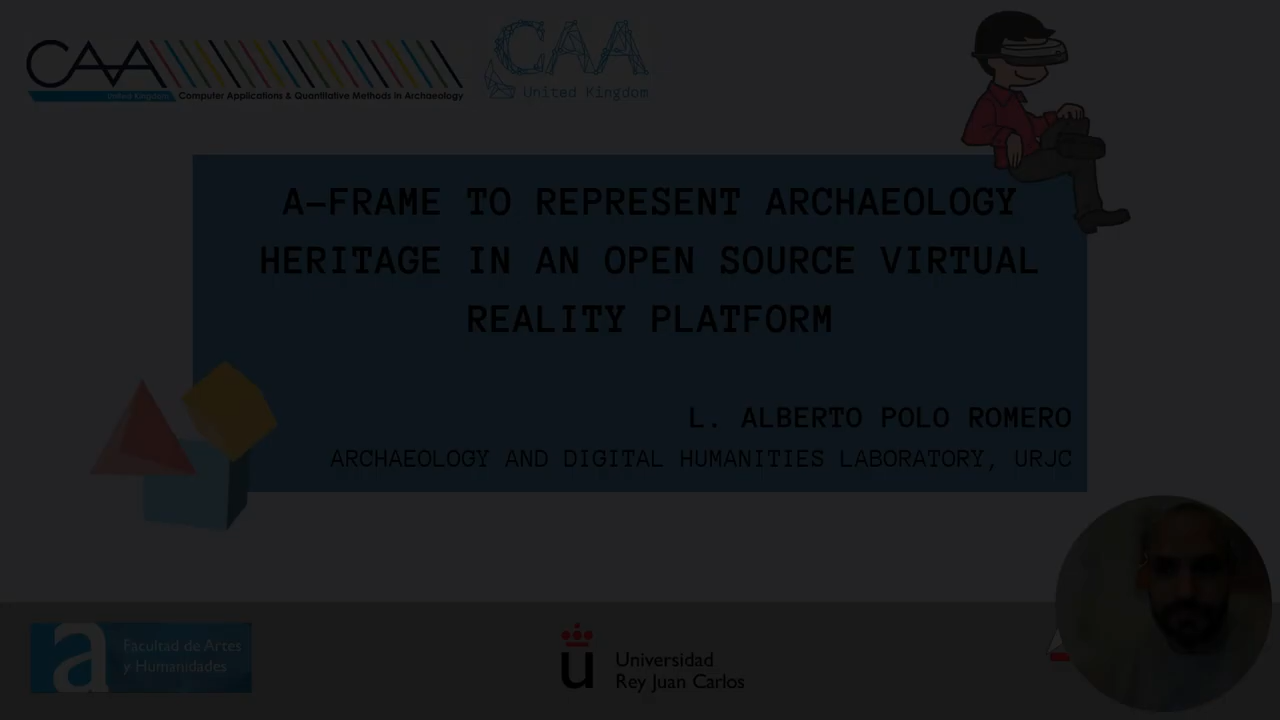 CAA
United Kingdom
Computer Applications & Quantitative Methods in Archaeology
CAA
United Kingdom
A-FRAME TO REPRESENT ARCHAEOLOGY
HERITAGE IN AN OPEN SOURCE VIRTUAL
REALITY PLATFORM
L. ALBERTO POLO ROMERO
ARCHAEOLOGY AND DIGITAL HUMANITIES LABORATORY, URJC
a
Facultad de Artes
y Humanidades
u
Universidad
Rey Juan Carlos